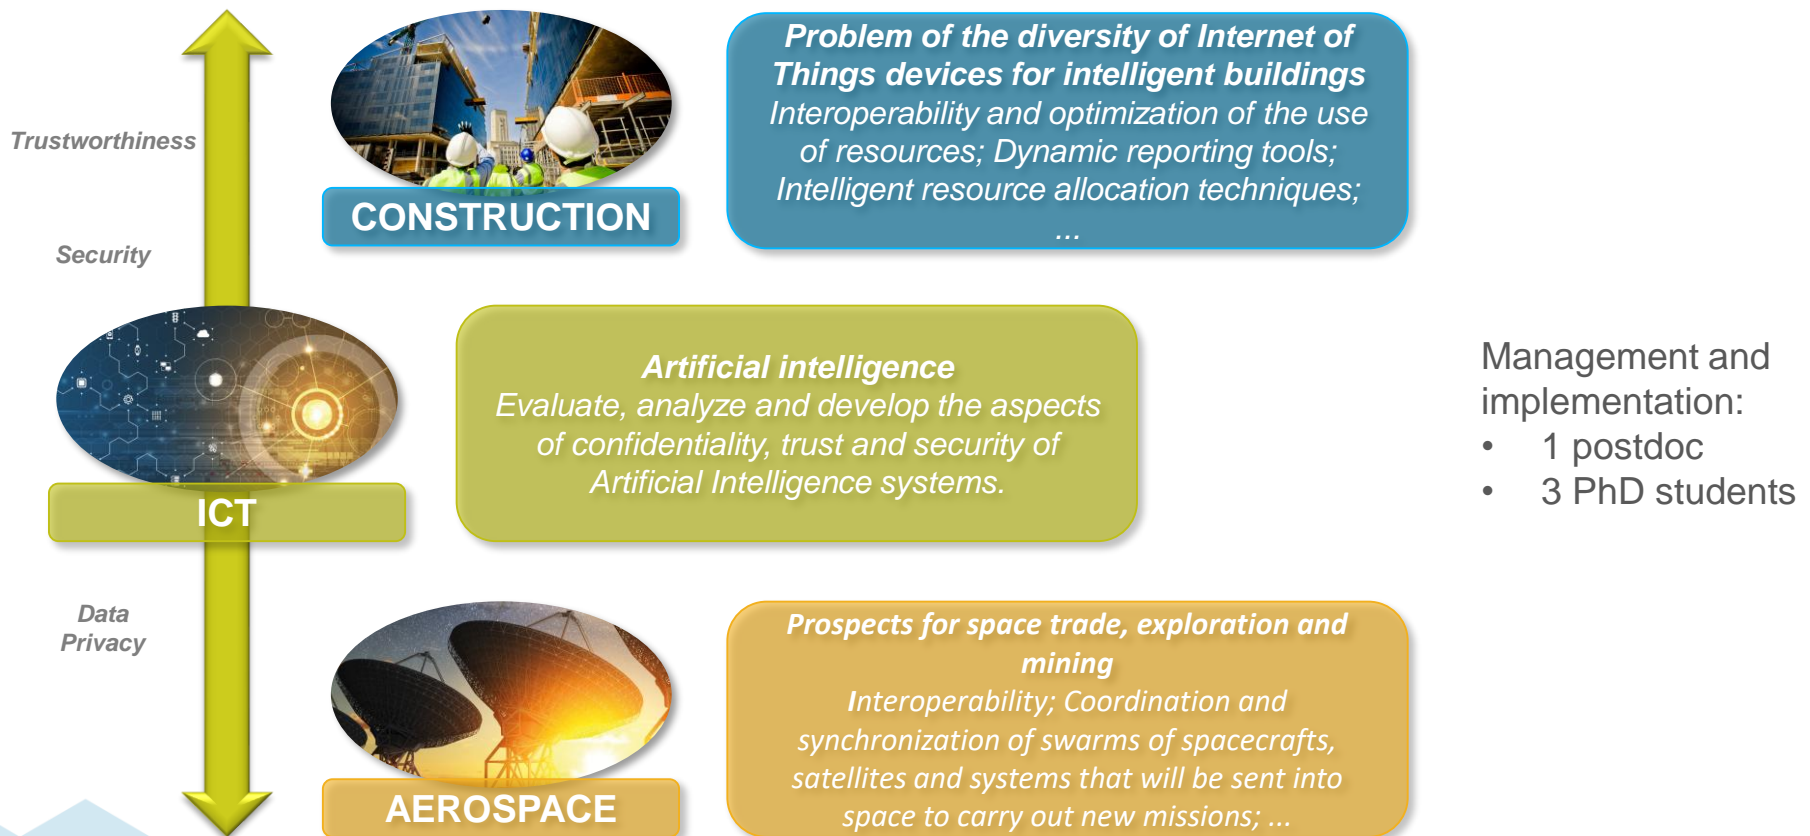 Trustworthiness
Security
CONSTRUCTION
Problem of the diversity of Internet of
Things devices for intelligent buildings
Interoperability and optimization of the use
of resources; Dynamic reporting tools;
Intelligent resource allocation techniques;
...
ICT
Artificial intelligence
Evaluate, analyze and develop the aspects
of confidentiality, trust and security of
Artificial Intelligence systems.
Management and
implementation:
• 1 postdoc
• 3 PhD students
Data
Privacy
AEROSPACE
Prospects for space trade, exploration and
mining
Interoperability; Coordination and
synchronization of swarms of spacecrafts,
satellites and systems that will be sent into
space to carry out new missions; ...